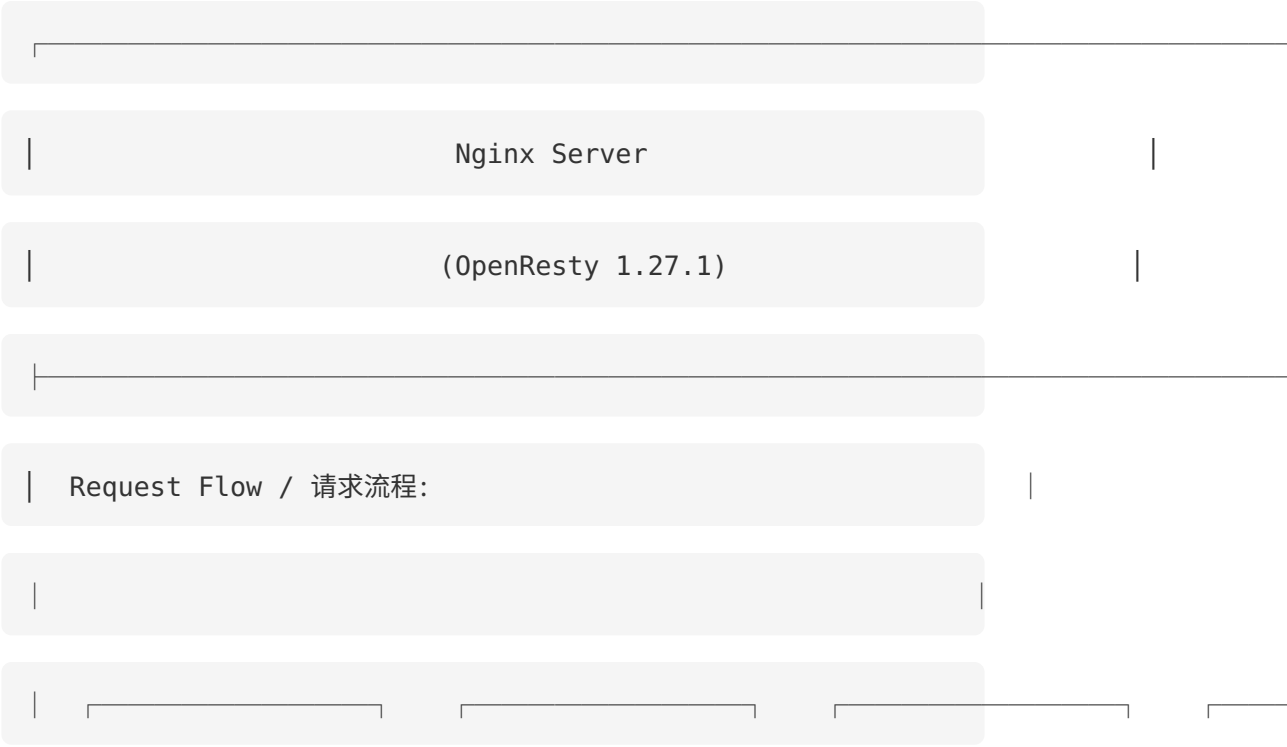 Nginx Server
(OpenResty 1.27.1)
Request Flow / 请求流程: